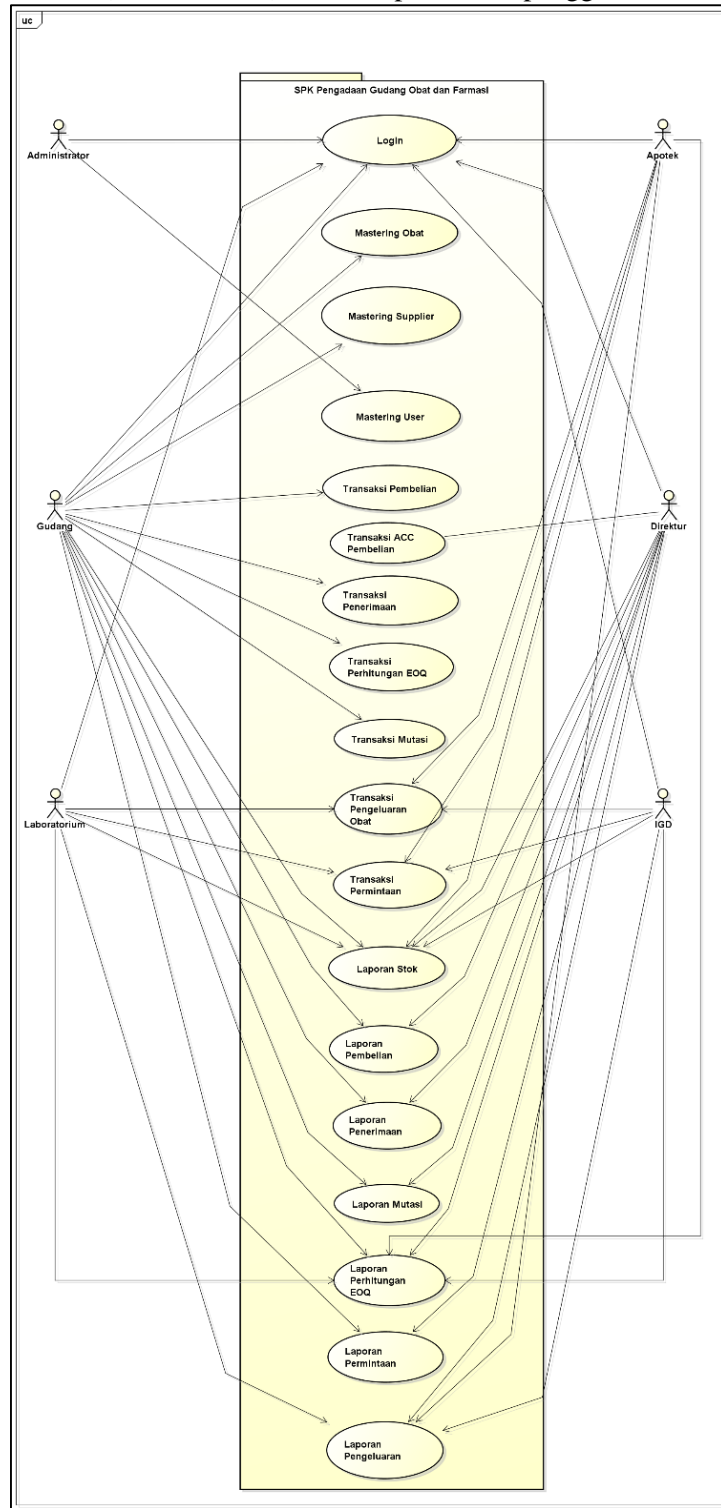 uc
SPK Pengadaan Gudang Obat dan Farmasi
Login
Administrator
Apotek
Mastering Obat
Mastering Supplier
Mastering User
Transaksi Pembelian
Gudang
Direktur
Transaksi ACC
Pembelian
Transaksi
Penerimaan
Transaksi
Perhitungan EOQ
Transaksi Mutasi
Transaksi
Pengeluaran
Obat
Laboratorium
IGD
Transaksi
Permintaan
Laporan Stok
Laporan
Pembelian
Laporan
Penerimaan
Laporan Mutasi
Laporan
Perhitungan
EOQ
Laporan
Permintaan
Laporan
Pengeluaran